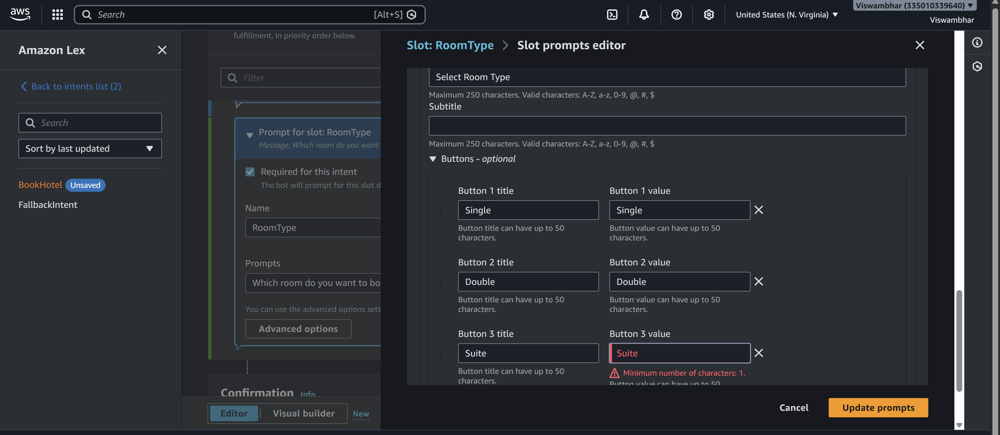 aws
Search
[Alt+S]
United States (N. Virginia)
Viswambhar (335010339640)
Viswambhar
Amazon Lex
Back to intents list (2)
Search
Sort by last updated
BookHotel
Unsaved
FallbackIntent
fulfillment, in priority order below.
Filter
Prompt for slot: RoomType
Message: Which room do you want
Required for this intent
The bot will prompt for this slot d
Name
RoomType
Prompts
Which room do you want to bo
You can use the advanced options sett
Advanced options
Confirmation Info
Editor
Visual builder
New
Slot: RoomType > Slot prompts editor
Select Room Type
Maximum 250 characters. Valid characters: A-Z, a-z, 0-9, @, #, $
Subtitle
Maximum 250 characters. Valid characters: A-Z, a-z, 0-9, @, #, $
Buttons - optional
Button 1 title
Button 1 value
Single
Single
Button title can have up to 50
characters.
Button value can have up to 50
characters.
Button 2 title
Button 2 value
Double
Double
Button title can have up to 50
characters.
Button value can have up to 50
characters.
Button 3 title
Button 3 value
Suite
Suite
Button title can have up to 50
characters.
Minimum number of characters: 1.
Button value can have up to 50
Cancel
Update prompts